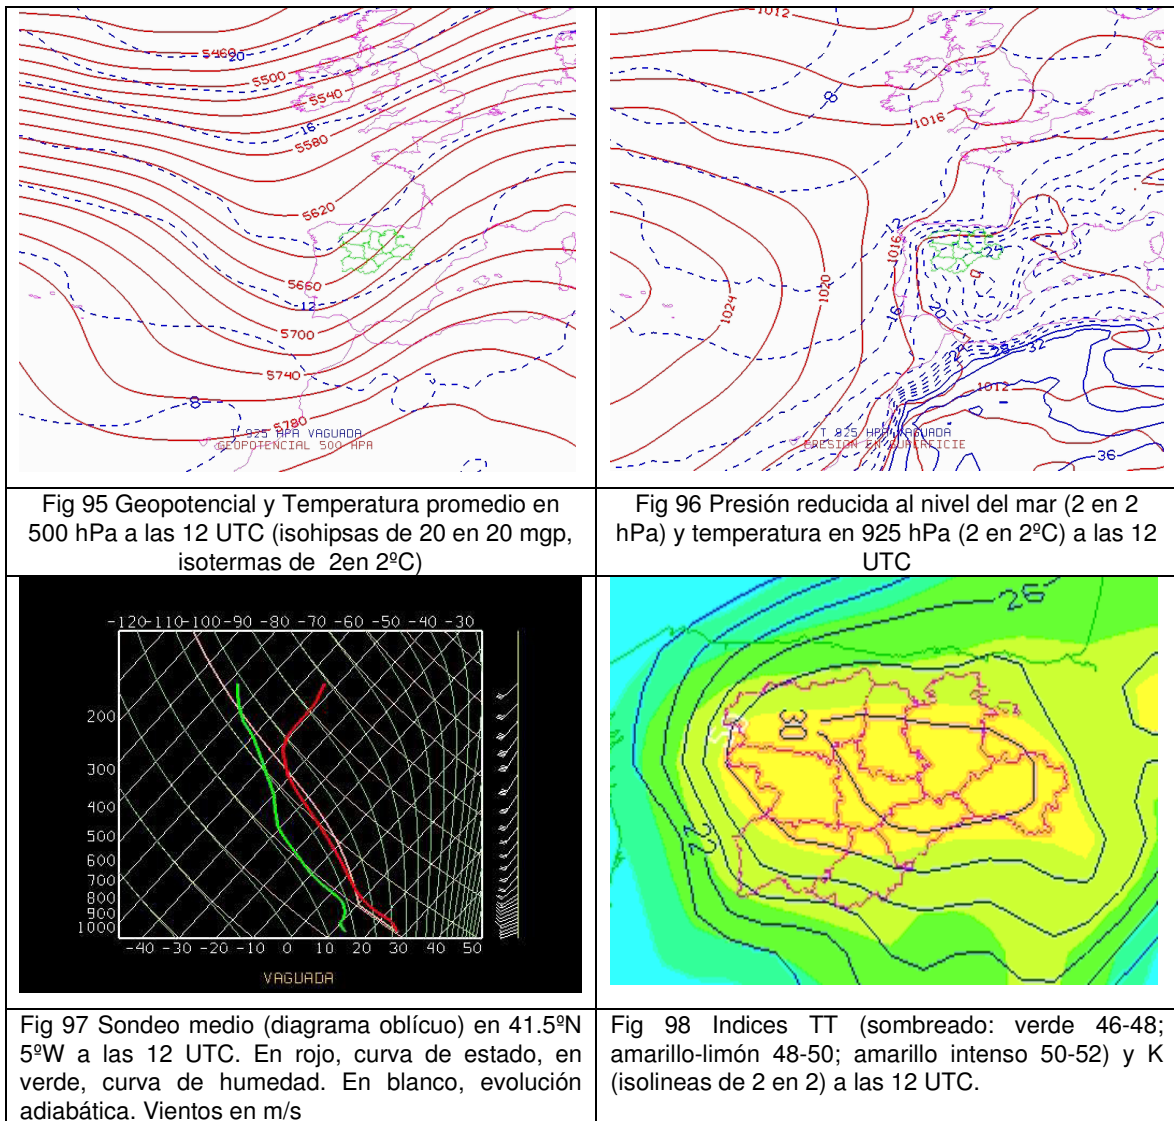 5460
-20
5500
5540
-16
5580
5620
5660
-12
5700
5740
-8
5780
T 925 HPA VAGUADA
GEOPOTENCIAL 500 HPA
1012
8
1016
12
1016
1020
1024
16
20
24
28
32
1012
36
T 925 HPA VAGUADA
PRESION EN SUPERFICIE
Fig 95 Geopotencial y Temperatura promedio en
500 hPa a las 12 UTC (isohipsas de 20 en 20 mgp,
isotermas de 2en 2ºC)
Fig 96 Presión reducida al nivel del mar (2 en 2
hPa) y temperatura en 925 hPa (2 en 2ºC) a las 12
UTC
-120 -110 -100 -90 -80 -70 -60 -50 -40 -30
200
300
400
500
600
700
800
900
1000
-40 -30 -20 -10 0 10 20 30 40 50
VAGUADA
26
30
22
Fig 97 Sondeo medio (diagrama oblícuo) en 41.5ºN
5ºW a las 12 UTC. En rojo, curva de estado, en
verde, curva de humedad. En blanco, evolución
adiabática. Vientos en m/s
Fig 98 Indices TT (sombreado: verde 46-48;
amarillo-limón 48-50; amarillo intenso 50-52) y K
(isolineas de 2 en 2) a las 12 UTC.